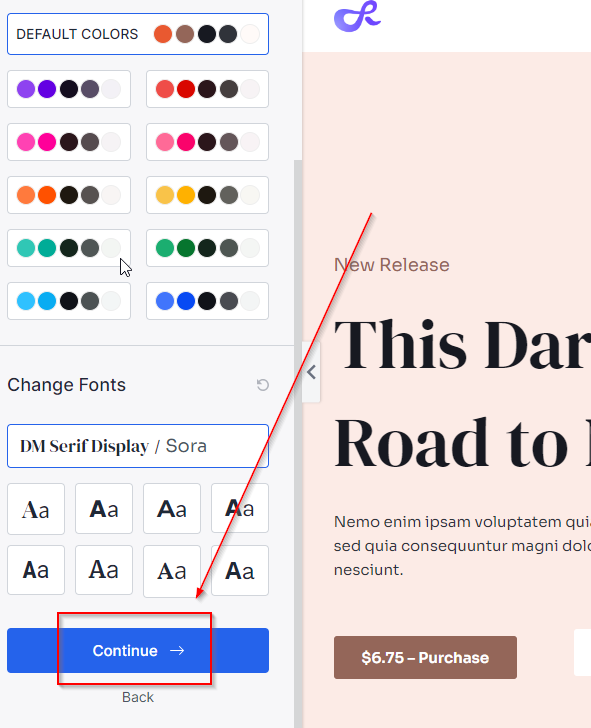 DEFAULT COLORS
Change Fonts
DM Serif Display / Sora
Aa Aa Aa Aa
Aa Aa Aa Aa
Continue →
Back
New Release
This Dar
Road to
Nemo enim ipsam voluptatem quia
sed quia consequuntur magni dolo
nesciunt.
$6.75 – Purchase